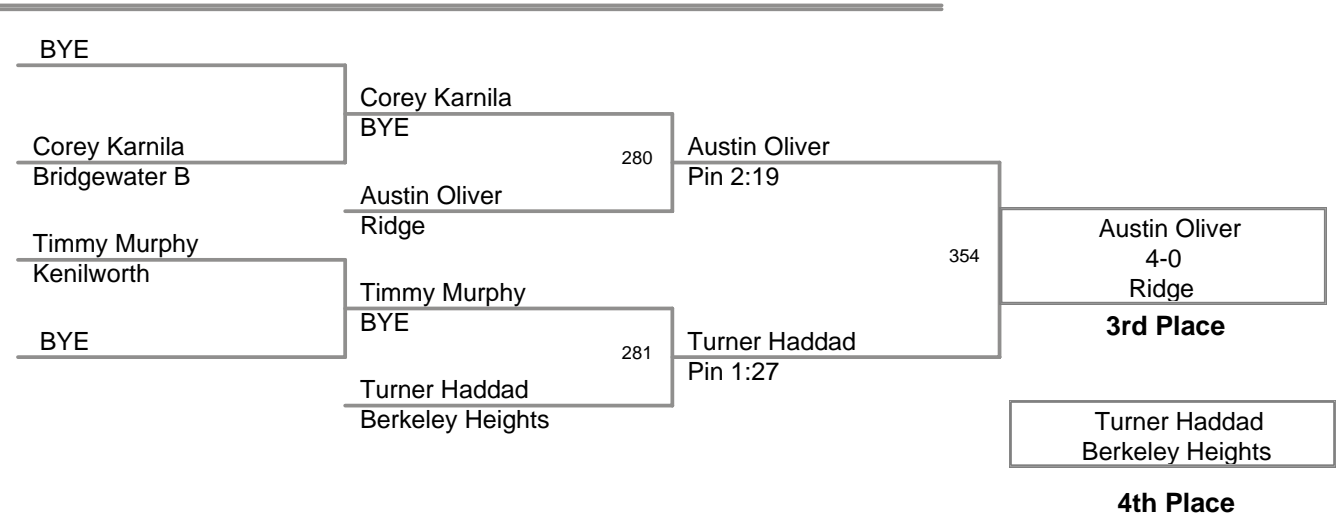 BYE
Corey Karnila
BYE
Corey Karnila
Bridgewater B
280
Austin Oliver
Pin 2:19
Austin Oliver
Ridge
Timmy Murphy
Kenilworth
354
Austin Oliver
4-0
Ridge
3rd Place
Timmy Murphy
BYE
BYE
281
Turner Haddad
Pin 1:27
Turner Haddad
Berkeley Heights
Turner Haddad
Berkeley Heights
4th Place